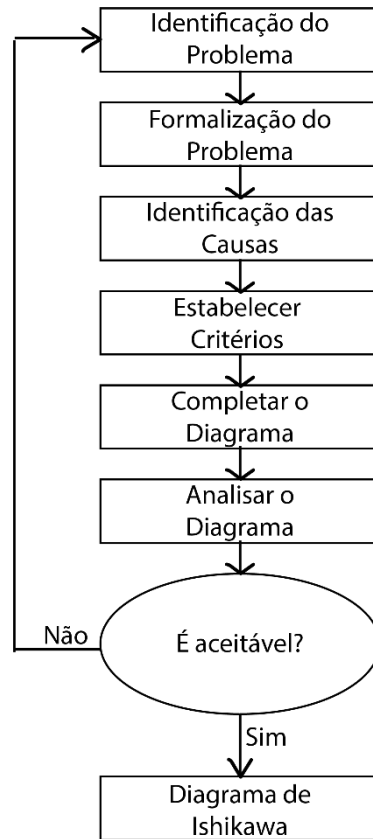 Identificação do
Problema
Formalização do
Problema
Identificação das
Causas
Estabelecer
Critérios
Completar o
Diagrama
Analisar o
Diagrama
É aceitável?
Não
Sim
Diagrama de
Ishikawa